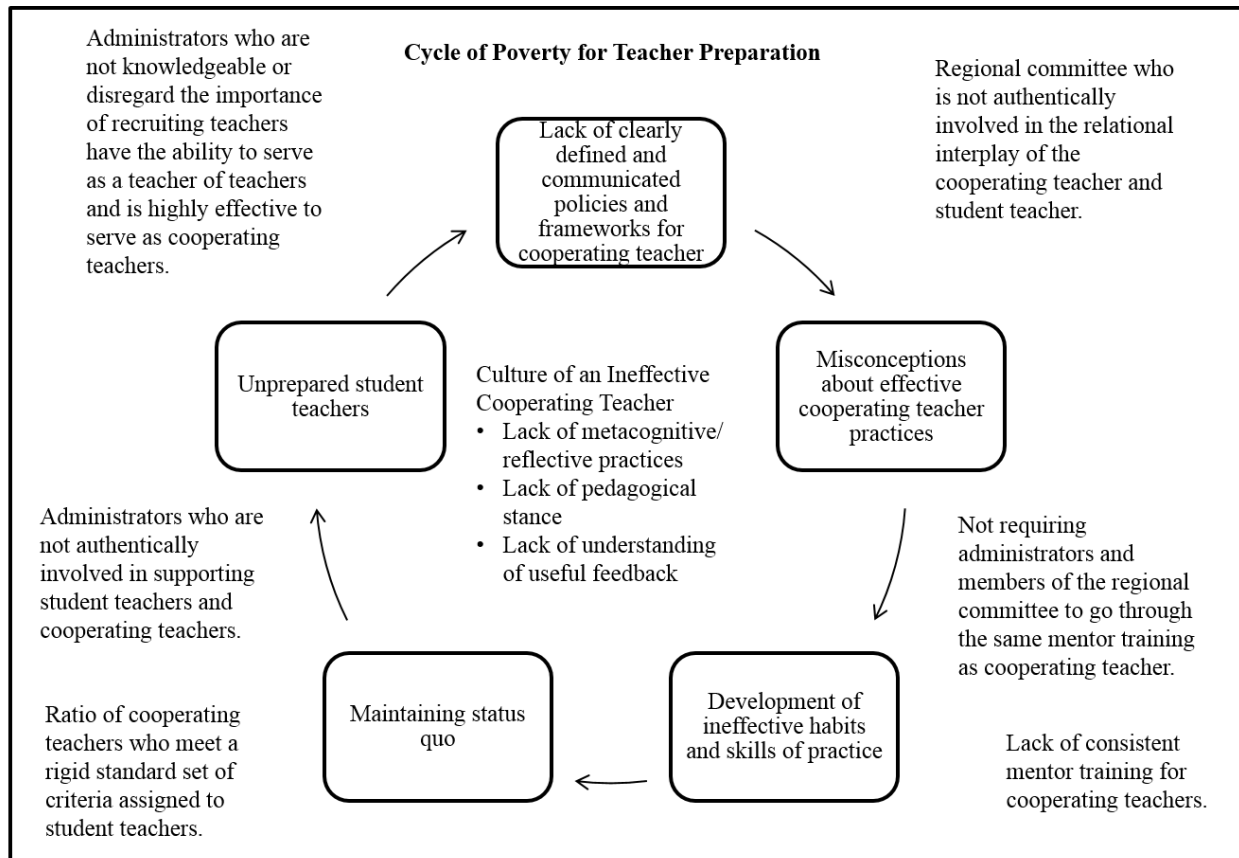 Cycle of Poverty for Teacher Preparation
Administrators who are
not knowledgeable or
disregard the importance
of recruiting teachers
have the ability to serve
as a teacher of teachers
and is highly effective to
serve as cooperating
teachers.
Lack of clearly
defined and
communicated
policies and
frameworks for
cooperating teacher
Regional committee who
is not authentically
involved in the relational
interplay of the
cooperating teacher and
student teacher.
Unprepared student
teachers
Culture of an Ineffective
Cooperating Teacher
• Lack of metacognitive/
reflective practices
• Lack of pedagogical
stance
• Lack of understanding
of useful feedback
Misconceptions
about effective
cooperating teacher
practices
Administrators who are
not authentically
involved in supporting
student teachers and
cooperating teachers.
Not requiring
administrators and
members of the regional
committee to go through
the same mentor training
as cooperating teacher.
Maintaining status
quo
Development of
ineffective habits
and skills of practice
Ratio of cooperating
teachers who meet a
rigid standard set of
criteria assigned to
student teachers.
Lack of consistent
mentor training for
cooperating teachers.